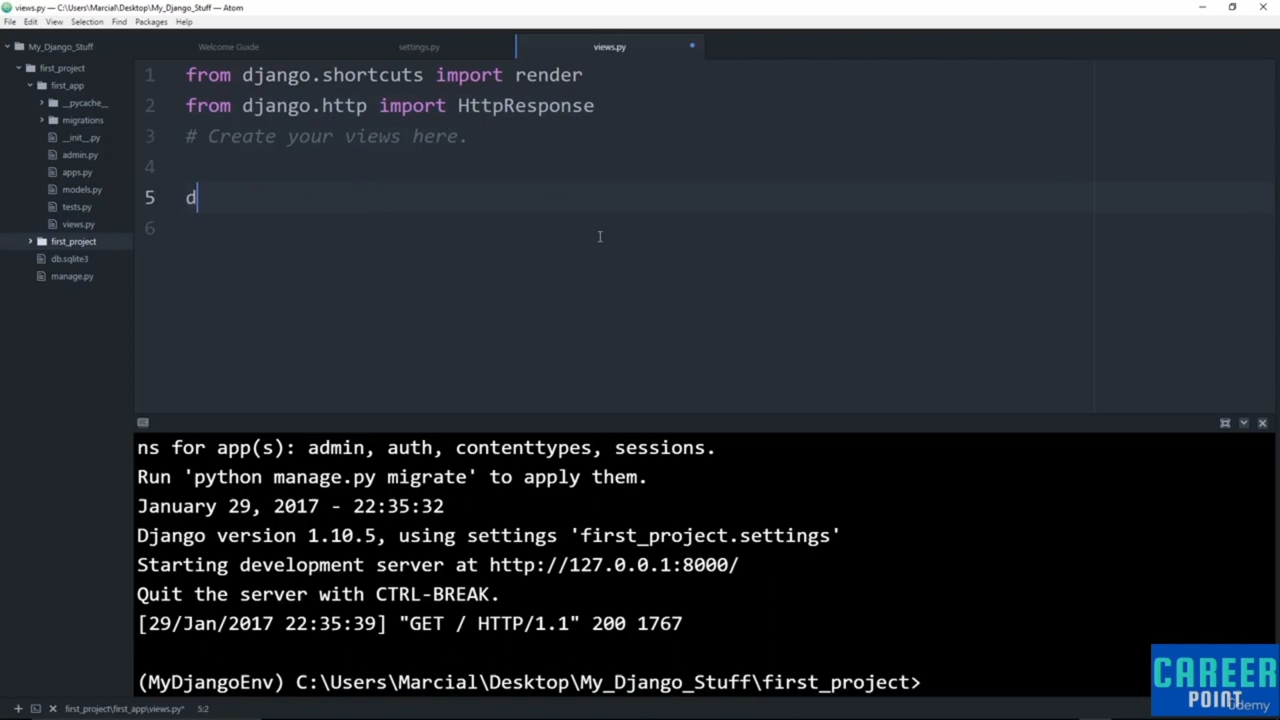 views.py — C:\Users\Marcial\Desktop\My_Django_Stuff — Atom
File Edit View Selection Find Packages Help
My_Django_Stuff
first_project
first_app
__pycache__
migrations
__init__.py
admin.py
apps.py
models.py
tests.py
views.py
first_project
db.sqlite3
manage.py
Welcome Guide settings.py views.py
1 from django.shortcuts import render
2 from django.http import HttpResponse
3 # Create your views here.
4
5 d
6
ns for app(s): admin, auth, contenttypes, sessions.
Run 'python manage.py migrate' to apply them.
January 29, 2017 - 22:35:32
Django version 1.10.5, using settings 'first_project.settings'
Starting development server at http://127.0.0.1:8000/
Quit the server with CTRL-BREAK.
[29/Jan/2017 22:35:39] "GET / HTTP/1.1" 200 1767
(MyDjangoEnv) C:\Users\Marcial\Desktop\My_Django_Stuff\first_project>
first_project\first_app\views.py* 5:2
CAREER
POINT
Udemy